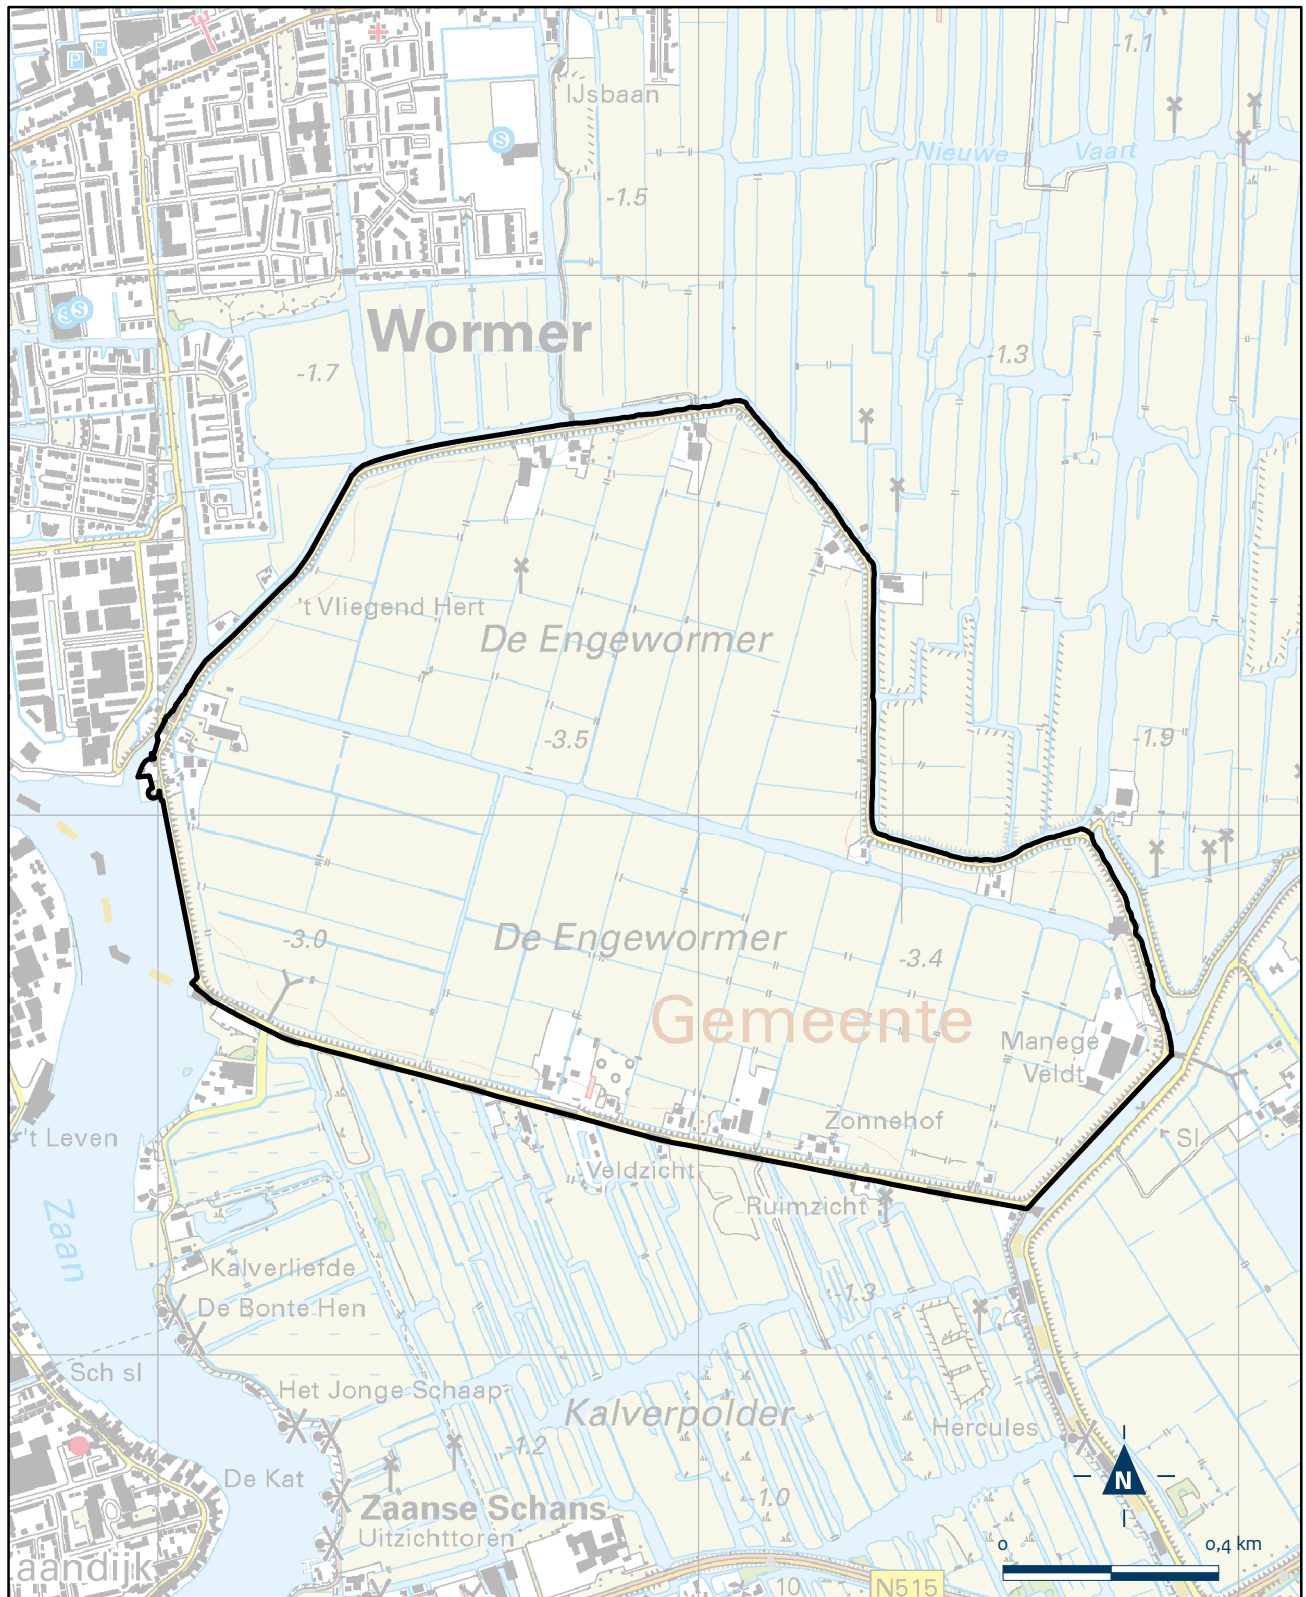 -1.1
P
P
IJsbaan
S
Nieuwe Vaart
-1.5
S
S
Wormer
-1.3
-1.7
't Vliegend Hert
De Engewormer
-3.5
-1.9
De Engewormer
-3.0
-3.4
Gemeente
Manege
Veldt
Zonnehof
't Leven
Sl
Veldzicht
Ruimzicht
Zaan
Kalverliefde
-1.3
De Bonte Hen
Sch sl
Het Jonge Schaap
Kalverpolder
Hercules
-1.2
De Kat
N
-1.0
Zaanse Schans
Uitzichttoren
0
0,4 km
aandijk
10
N515